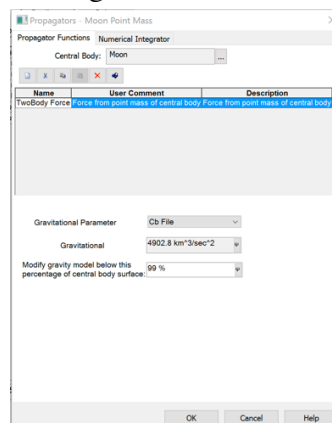 Propagators - Moon Point Mass
Propagator Functions Numerical Integrator
Central Body: Moon ...
Name User Comment Description
TwoBody Force Force from point mass of central body Force from point mass of central body
Gravitational Parameter Cb File
Gravitational 4902.8 km^3/sec^2
Modify gravity model below this
percentage of central body surface: 99 %
OK Cancel Help